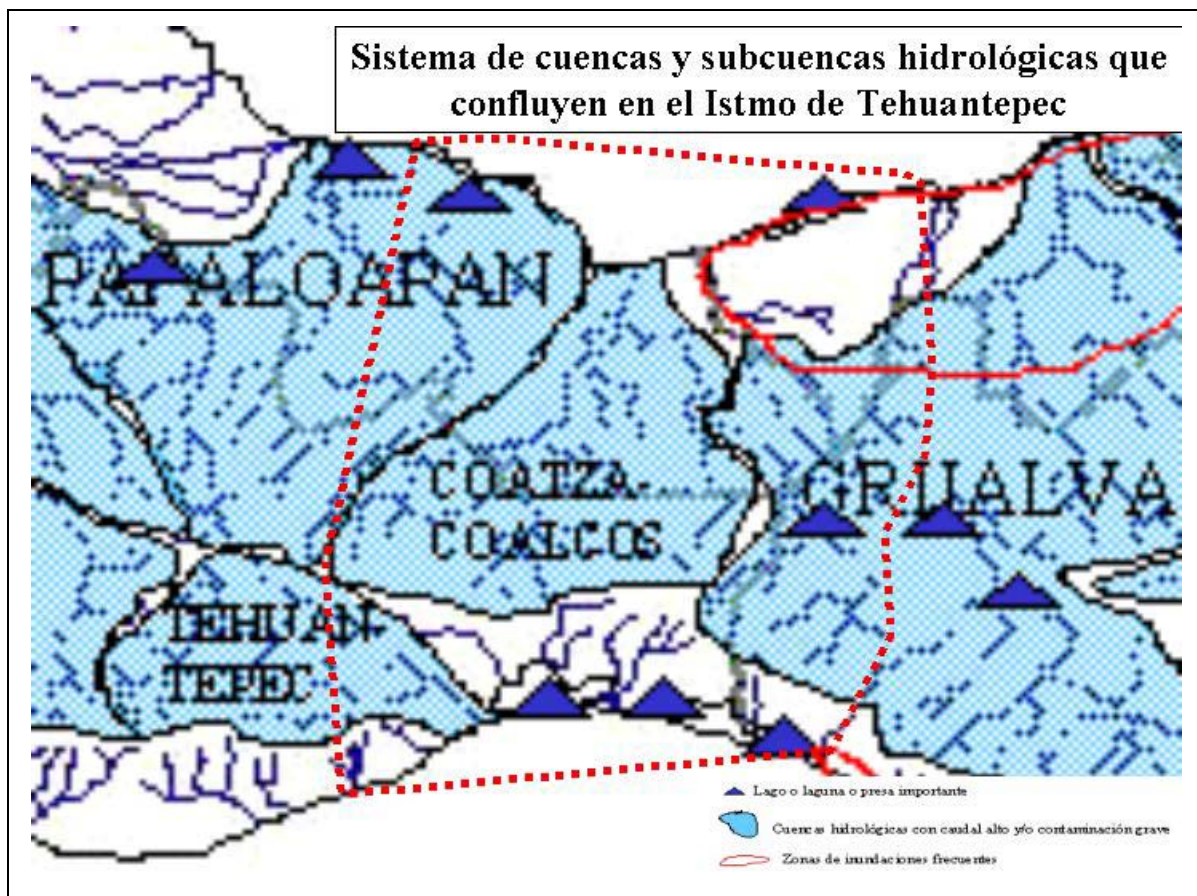 Sistema de cuencas y subcuencas hidrológicas que
confluyen en el Istmo de Tehuantepec
PAPALOAPAN
COATZA-
COALCOS
GRIJALVA
TEHUAN-
TEPEC
Lago o laguna o presa importante
Cuencas hidrológicas con caudal alto y/o contaminación grave
Zonas de inundaciones frecuentes